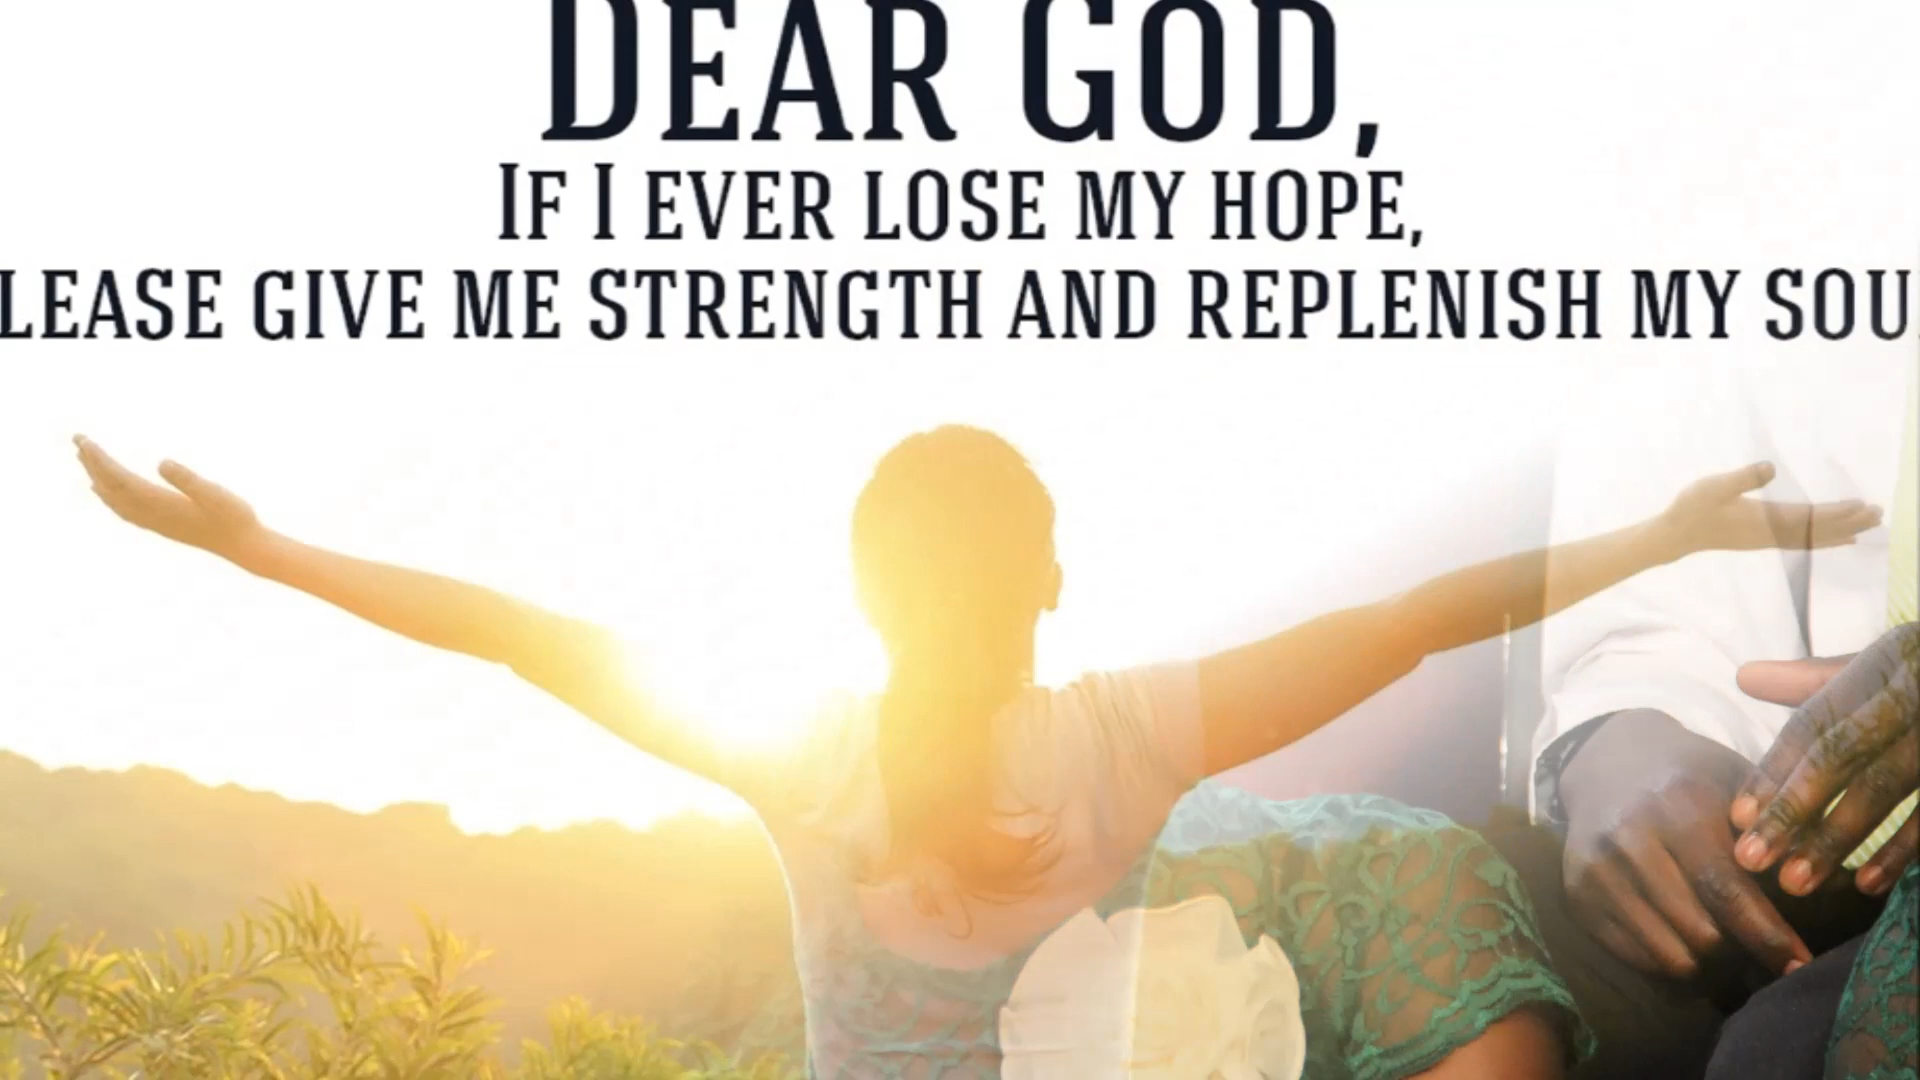 DEAR GOD,
IF I EVER LOSE MY HOPE,
LEASE GIVE ME STRENGTH AND REPLENISH MY SOU